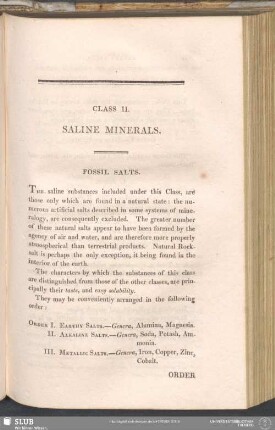 CLASS II.
SALINE MINERALS.
FOSSIL SALTS.
THE saline substances included under this Class, are
those only which are found in a natural state: the nu-
merous artificial salts described in some systems of mine-
ralogy, are consequently excluded. The greater number
of these natural salts appear to have been formed by the
agency of air and water, and are therefore more properly
atmospherical than terrestrial products. Natural Rock-
salt is perhaps the only exception, it being found in the
interior of the earth.
The characters by which the substances of this class
are distinguished from those of the other classes, are prin-
cipally their taste, and easy solubility.
They may be conveniently arranged in the following
order:
ORDER I. EARTHY SALTS.—Genera, Alumina, Magnesia.
II. ALKALINE SALTS.—Genera, Soda, Potash, Am-
monia.
III. METALLIC SALTS.—Genera, Iron, Copper, Zinc,
Cobalt.
ORDER
SLUB
Wir führen Wissen.